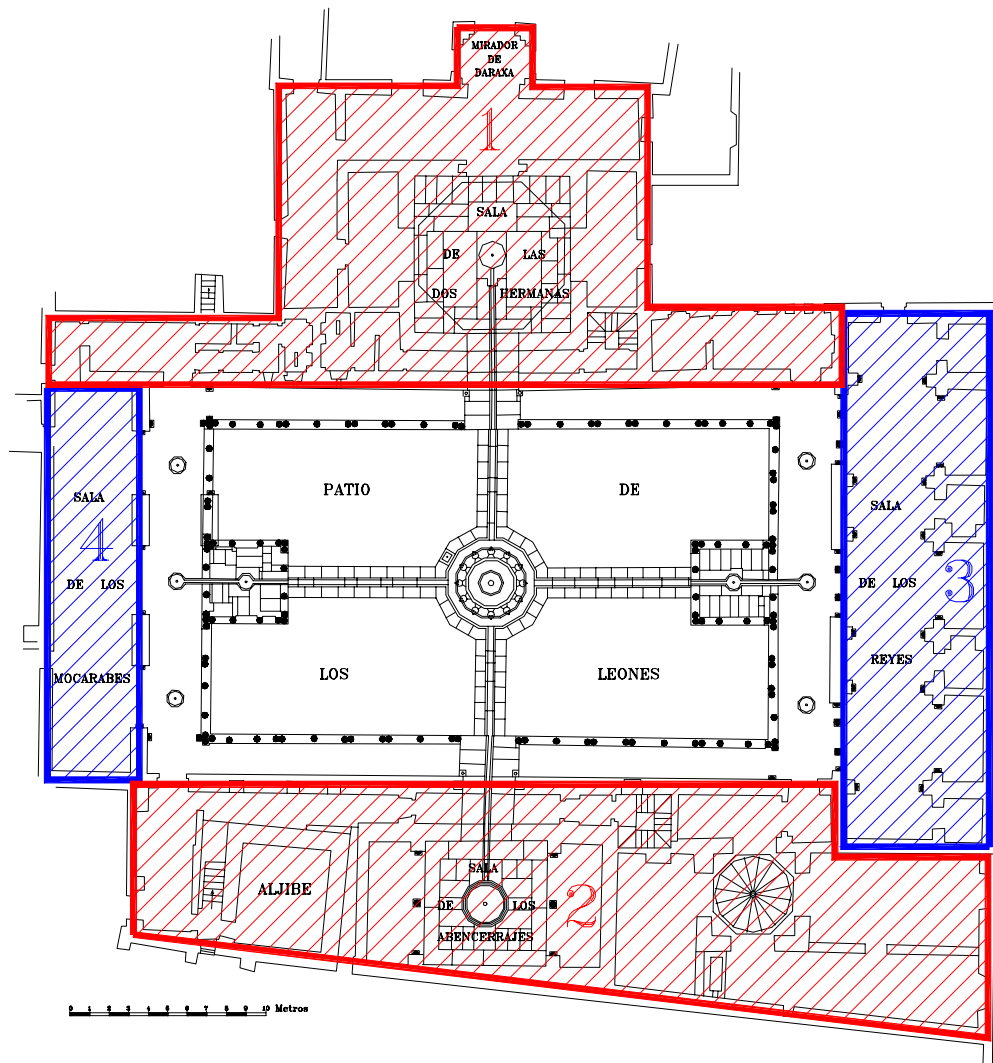 MIRADOR
DE
DARAXA
1
SALA
DE LAS
DOS HERMANAS
PATIO DE
LOS LEONES
SALA
4
DE LOS
MOCARABES
SALA
DE LOS
3
REYES
ALJIBE
SALA
DE LOS
2
ABENCERRAJES
0 1 2 3 4 5 6 7 8 9 10 Metros